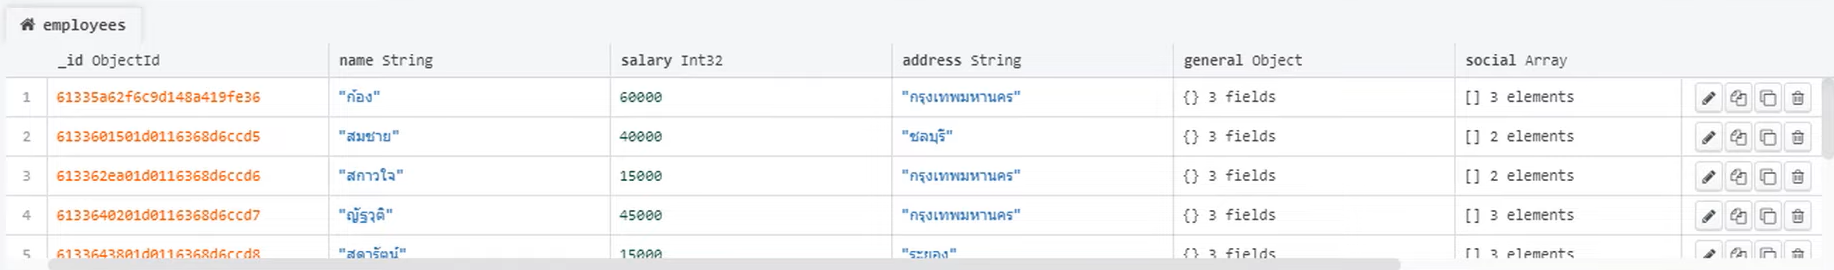 employees
_id ObjectId name String salary Int32 address String general Object social Array
1 61335a62f6c9d148a419fe36 "ก้อง" 60000 "กรุงเทพมหานคร" {} 3 fields [] 3 elements
2 6133601501d0116368d6ccd5 "สมชาย" 40000 "ชลบุรี" {} 3 fields [] 2 elements
3 613362ea01d0116368d6ccd6 "สกาวใจ" 15000 "กรุงเทพมหานคร" {} 3 fields [] 2 elements
4 6133640201d0116368d6ccd7 "ณัฐวุติ" 45000 "กรุงเทพมหานคร" {} 3 fields [] 3 elements
5 6133643801d0116368d6ccd8 "สุดารัตน์" 15000 "ระยอง" {} 3 fields [] 3 elements